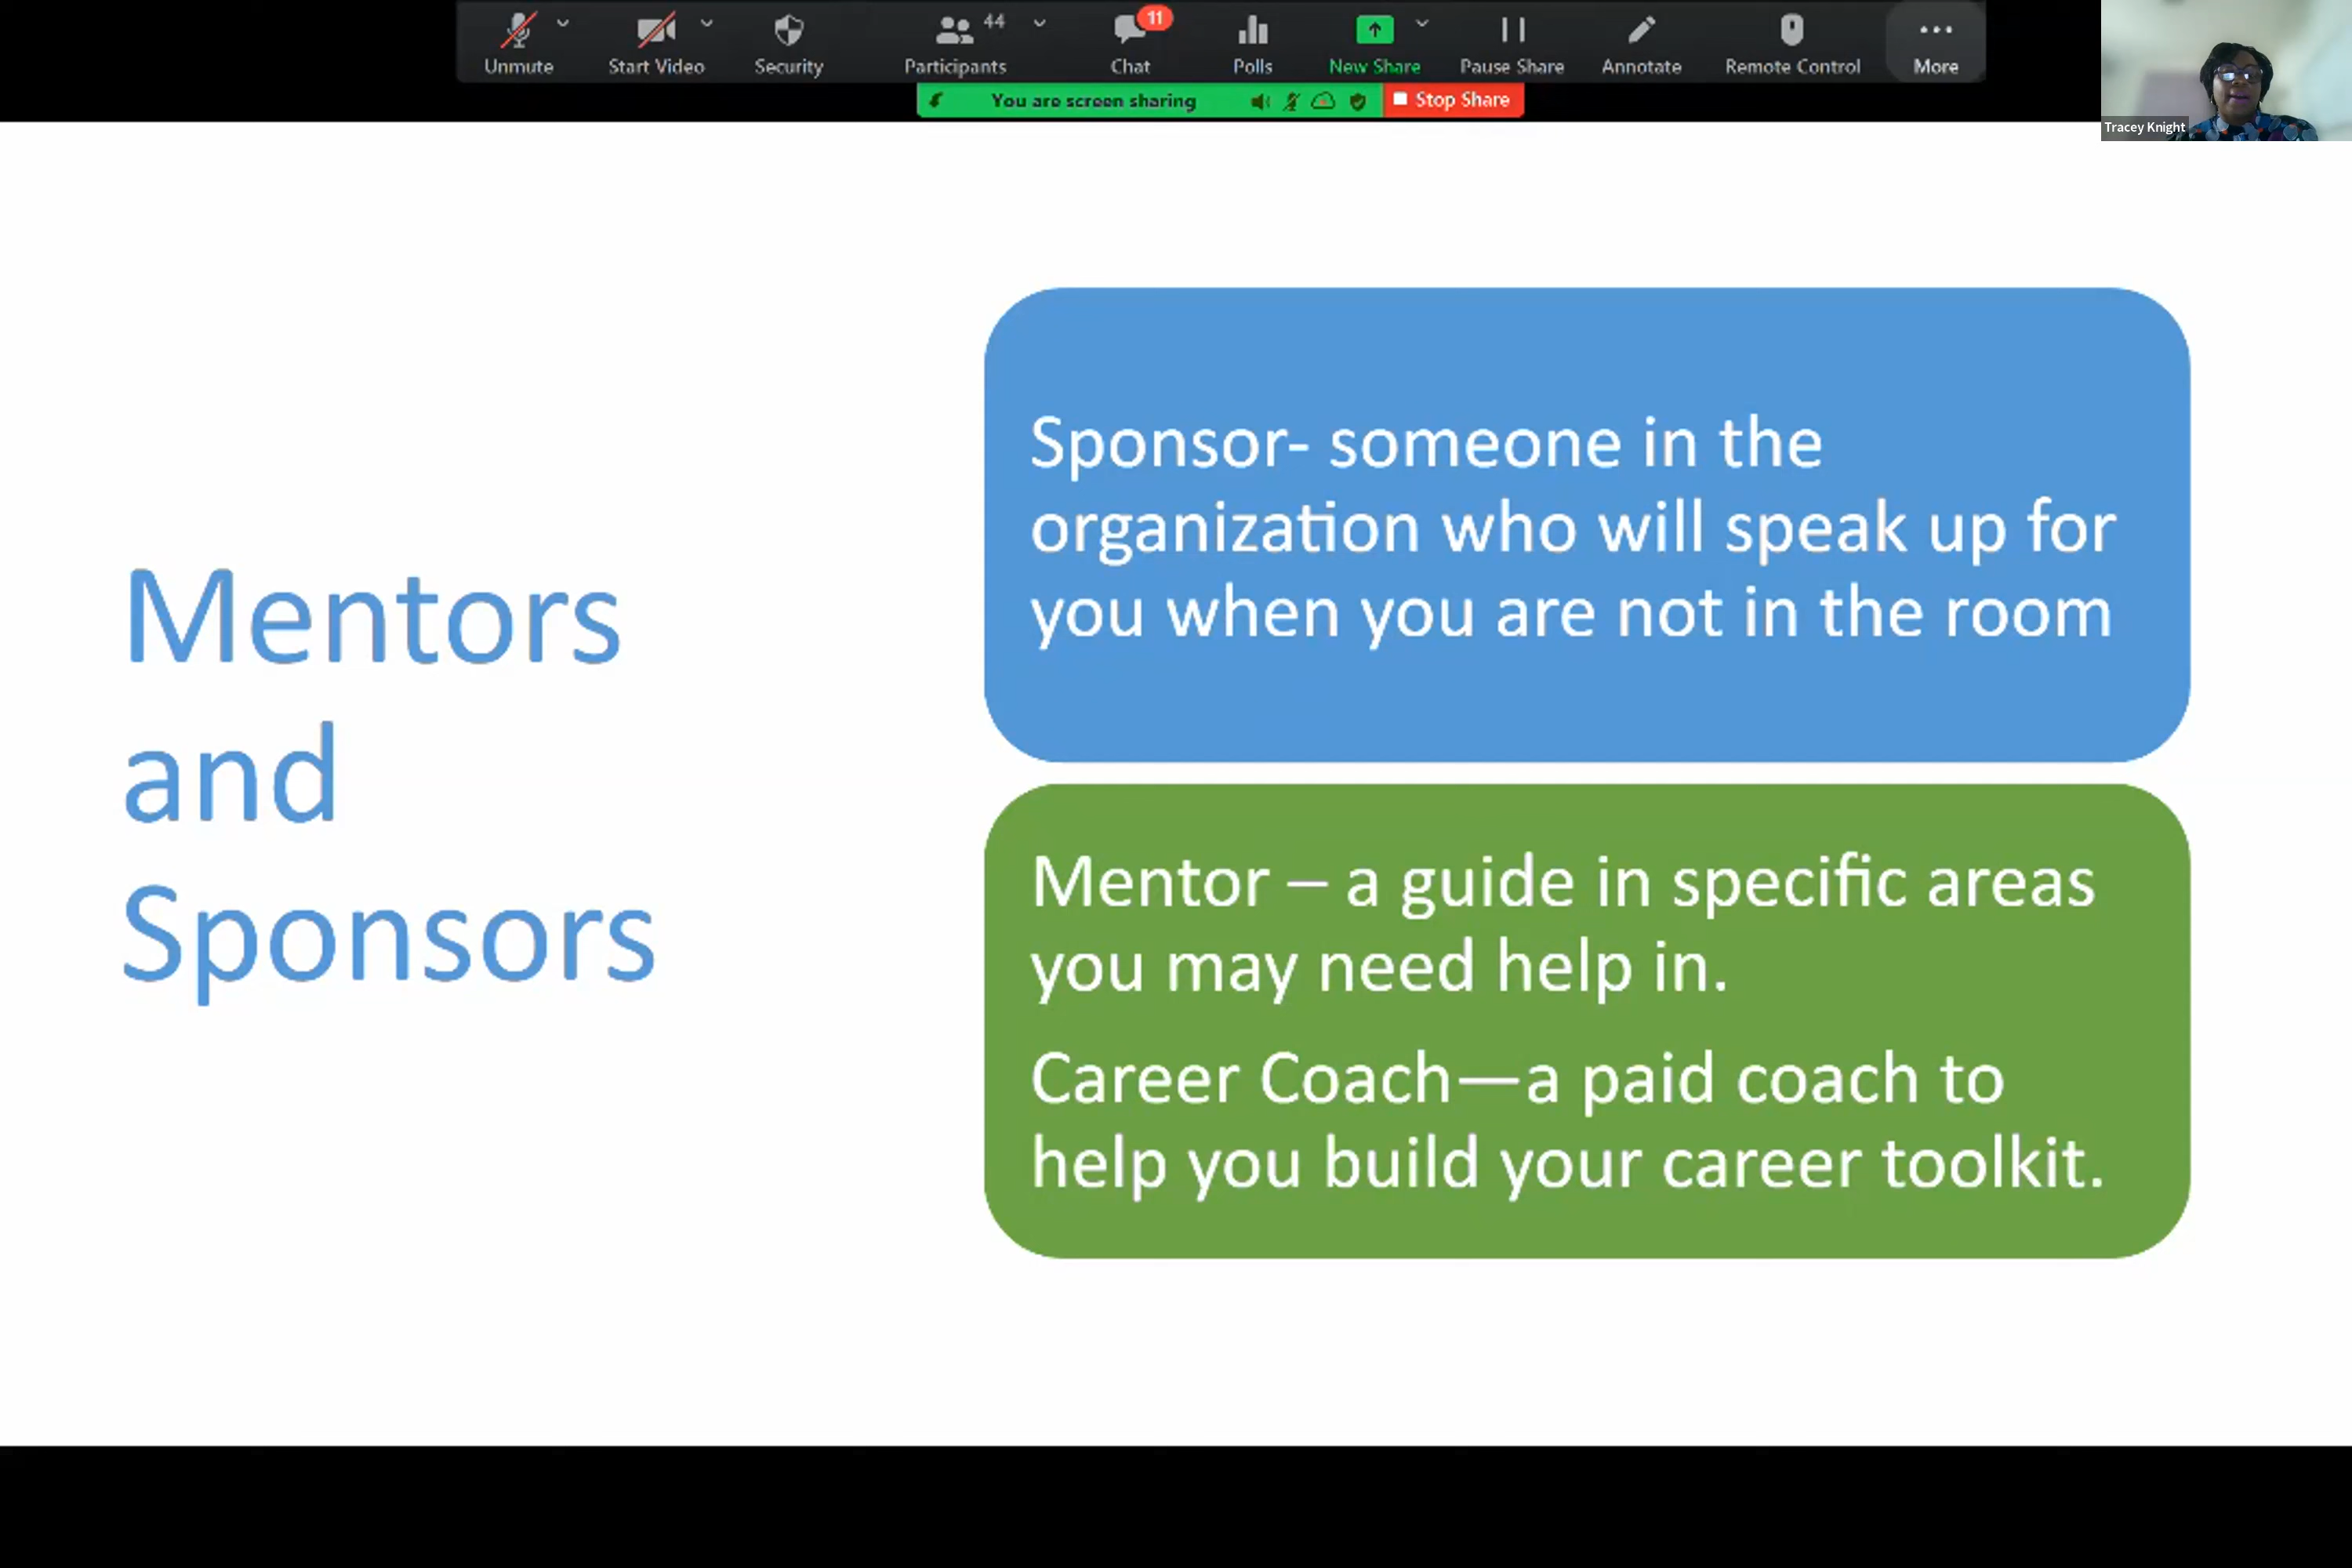 Unmute
Start Video
Security
Participants
44
Chat
11
Polls
New Share
Pause Share
Annotate
Remote Control
More
You are screen sharing
Stop Share
Tracey Knight
Mentors
and
Sponsors
Sponsor- someone in the
organization who will speak up for
you when you are not in the room
Mentor – a guide in specific areas
you may need help in.
Career Coach—a paid coach to
help you build your career toolkit.